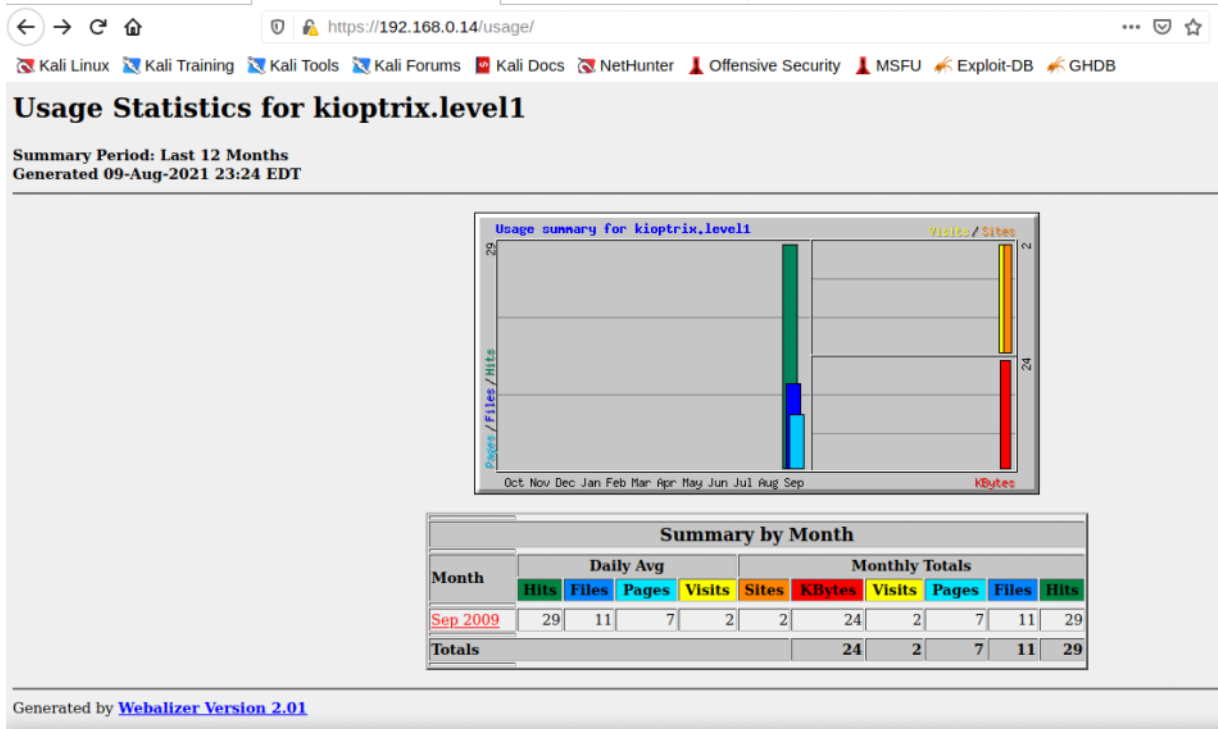 https://192.168.0.14/usage/
Kali Linux Kali Training Kali Tools Kali Forums Kali Docs NetHunter Offensive Security MSFU Exploit-DB GHDB
Usage Statistics for kioptrix.level1
Summary Period: Last 12 Months
Generated 09-Aug-2021 23:24 EDT
Usage summary for kioptrix.level1
Visits/Sites
29
2
Pages/Files/Hits
24
Oct Nov Dec Jan Feb Mar Apr May Jun Jul Aug Sep
KBytes
Summary by Month
Month Daily Avg Monthly Totals
Hits Files Pages Visits Sites KBytes Visits Pages Files Hits
Sep 2009 29 11 7 2 2 24 2 7 11 29
Totals 24 2 7 11 29
Generated by Webalizer Version 2.01